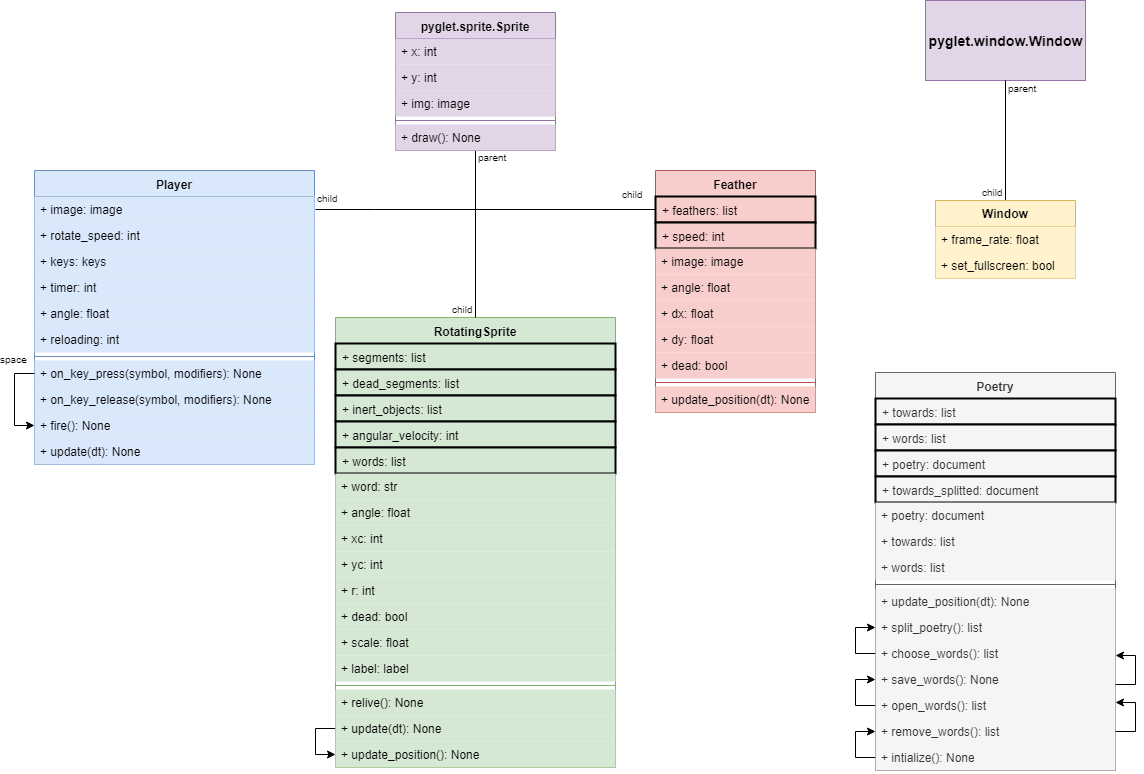 pyglet.sprite.Sprite
+ x: int
+ y: int
+ img: image
+ draw(): None
parent
pyglet.window.Window
parent
child
Window
+ frame_rate: float
+ set_fullscreen: bool
Player
+ image: image
+ rotate_speed: int
+ keys: keys
+ timer: int
+ angle: float
+ reloading: int
space
+ on_key_press(symbol, modifiers): None
+ on_key_release(symbol, modifiers): None
+ fire(): None
+ update(dt): None
child
child
child
Feather
+ feathers: list
+ speed: int
+ image: image
+ angle: float
+ dx: float
+ dy: float
+ dead: bool
+ update_position(dt): None
RotatingSprite
+ segments: list
+ dead_segments: list
+ inert_objects: list
+ angular_velocity: int
+ words: list
+ word: str
+ angle: float
+ xc: int
+ yc: int
+ r: int
+ dead: bool
+ scale: float
+ label: label
+ relive(): None
+ update(dt): None
+ update_position(): None
Poetry
+ towards: list
+ words: list
+ poetry: document
+ towards_splitted: document
+ poetry: document
+ towards: list
+ words: list
+ update_position(dt): None
+ split_poetry(): list
+ choose_words(): list
+ save_words(): None
+ open_words(): list
+ remove_words(): list
+ intialize(): None